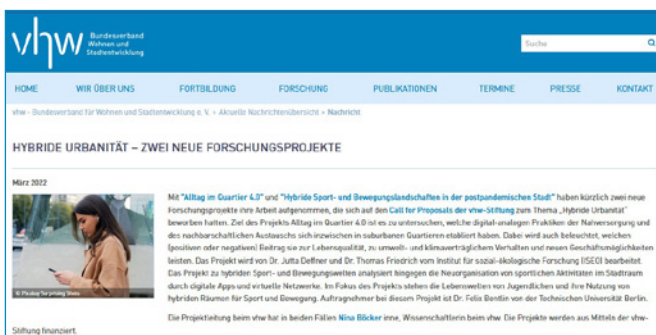 vhw Bundesverband
Wohnen und
Stadtentwicklung
Suche
HOME WIR ÜBER UNS FORTBILDUNG FORSCHUNG PUBLIKATIONEN TERMINE PRESSE KONTAKT
vhw - Bundesverband für Wohnen und Stadtentwicklung e. V. > Aktuelle Nachrichtenübersicht > Nachricht
HYBRIDE URBANITÄT – ZWEI NEUE FORSCHUNGSPROJEKTE
März 2022
Mit "Alltag im Quartier 4.0" und "Hybride Sport- und Bewegungslandschaften in der postpandemischen Stadt" haben kürzlich zwei neue
Forschungsprojekte ihre Arbeit aufgenommen, die sich auf den Call for Proposals der vhw-Stiftung zum Thema „Hybride Urbanität"
beworben hatten. Ziel des Projekts Alltag im Quartier 4.0 ist es zu untersuchen, welche digital-analogen Praktiken der Nahversorgung und
des nachbarschaftlichen Austauschs sich inzwischen in suburbanen Quartieren etabliert haben. Dabei wird auch beleuchtet, welchen
(positiven oder negativen) Beitrag sie zur Lebensqualität, zu umwelt- und klimaverträglichem Verhalten und neuen Geschäftsmöglichkeiten
leisten. Das Projekt wird von Dr. Jutta Deffner und Dr. Thomas Friedrich vom Institut für sozial-ökologische Forschung (ISEO) bearbeitet.
Das Projekt zu hybriden Sport- und Bewegungswelten analysiert hingegen die Neuorganisation von sportlichen Aktivitäten im Stadtraum
durch digitale Apps und virtuelle Netzwerke. Im Fokus des Projekts stehen die Lebenswelten von Jugendlichen und ihre Nutzung von
hybriden Räumen für Sport und Bewegung. Auftragnehmer bei diesem Projekt ist Dr. Felix Bentlin von der Technischen Universität Berlin.
Die Projektleitung beim vhw hat in beiden Fällen Nina Böcker inne, Wissenschaftlerin beim vhw. Die Projekte werden aus Mitteln der vhw-
Stiftung finanziert.